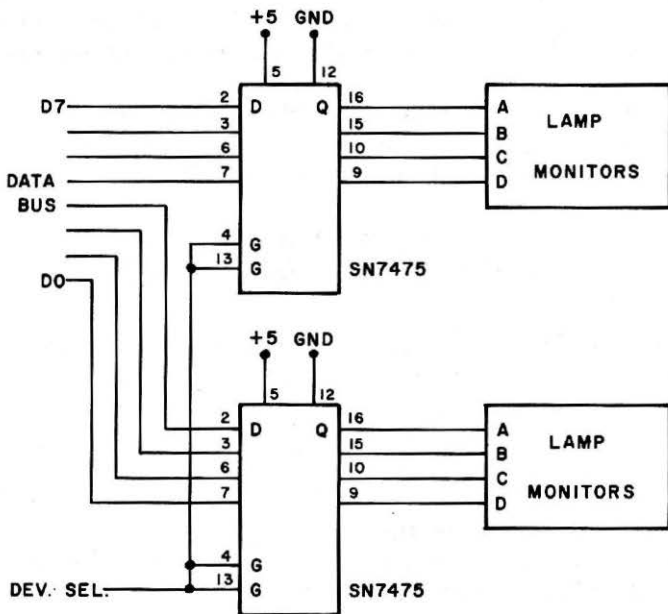 +5 GND
5 12
D7 2 D Q 16 A LAMP
3 15 B
6 10 C MONITORS
DATA 7 9 D
BUS
4 G
13 G SN7475
D0
+5 GND
5 12
2 D Q 16 A LAMP
3 15 B
6 10 C MONITORS
7 9 D
4 G
DEV. SEL. 13 G SN7475